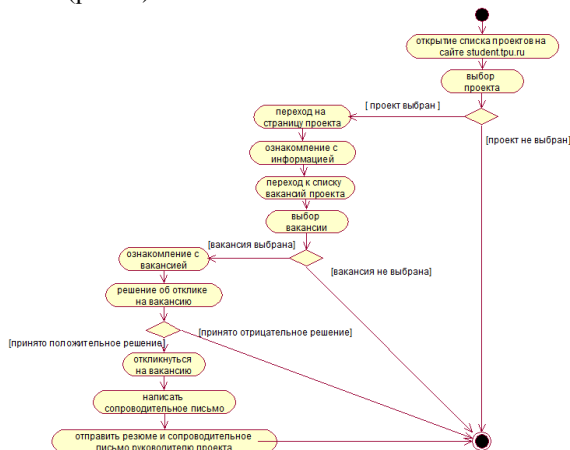 открытие списка проектов на
сайте student.tpu.ru
выбор
проекта
[ проект выбран ]
[проект не выбран]
переход на
страницу проекта
ознакомление с
информацией
переход к списку
вакансий проекта
выбор
вакансии
[вакансия выбрана]
[вакансия не выбрана]
ознакомление с
вакансией
решение об отклике
на вакансию
[принято отрицательное решение]
[принято положительное решение]
откликнуться
на вакансию
написать
сопроводительное письмо
отправить резюме и сопроводительное
письмо руководителю проекта